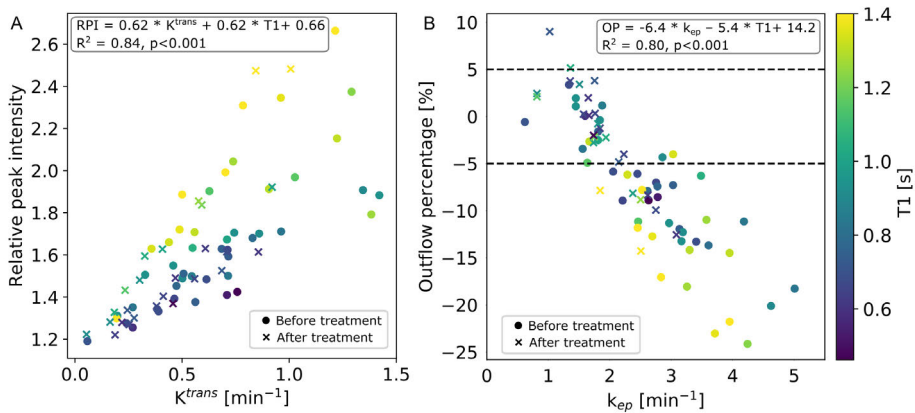 A
RPI = 0.62 * K^trans + 0.62 * T1+ 0.66
R² = 0.84, p<0.001
Relative peak intensity
2.6
2.4
2.2
2.0
1.8
1.6
1.4
1.2
Before treatment
After treatment
0.0 0.5 1.0 1.5
K^trans [min⁻¹]
B
OP = -6.4 * k_ep – 5.4 * T1+ 14.2
R² = 0.80, p<0.001
Outflow percentage [%]
10
5
0
−5
−10
−15
−20
−25
Before treatment
After treatment
0 1 2 3 4 5
k_ep [min⁻¹]
1.4
1.2
1.0
0.8
0.6
T1 [s]